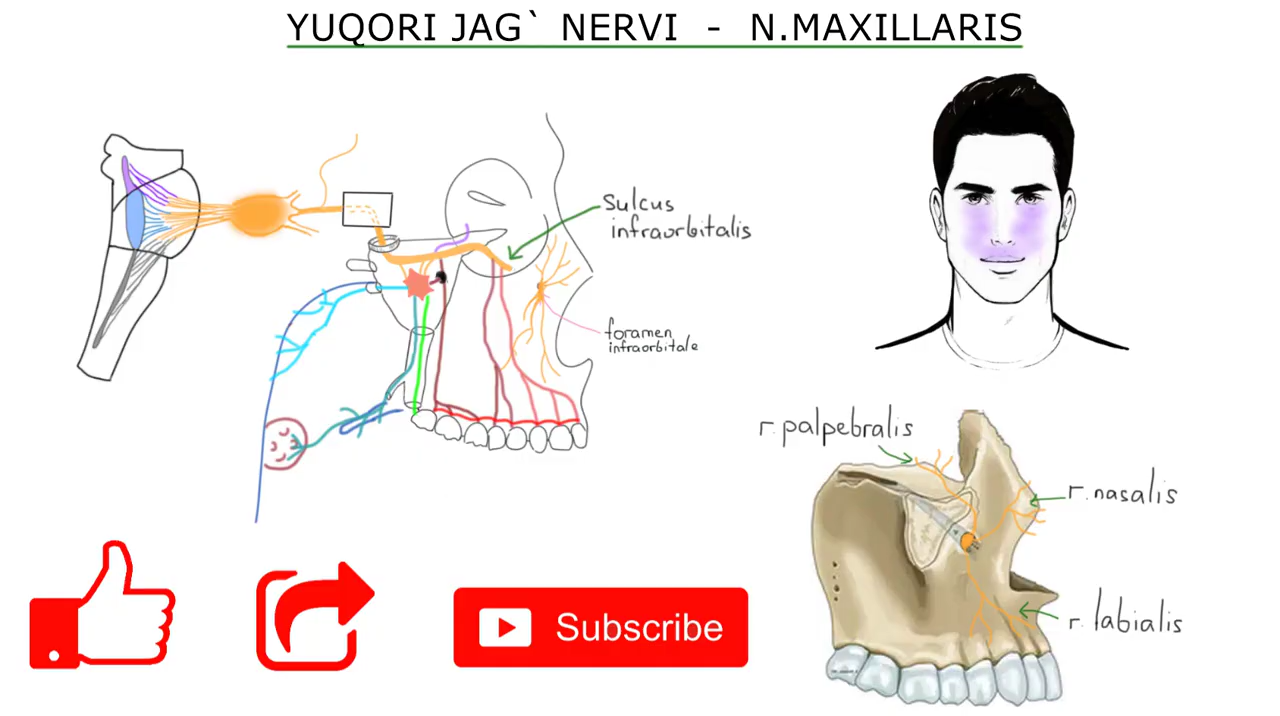 YUQORI JAG` NERVI - N.MAXILLARIS
Sulcus
infraorbitalis
foramen
infraorbitale
r.palpebralis
r.nasalis
r.labialis
Subscribe